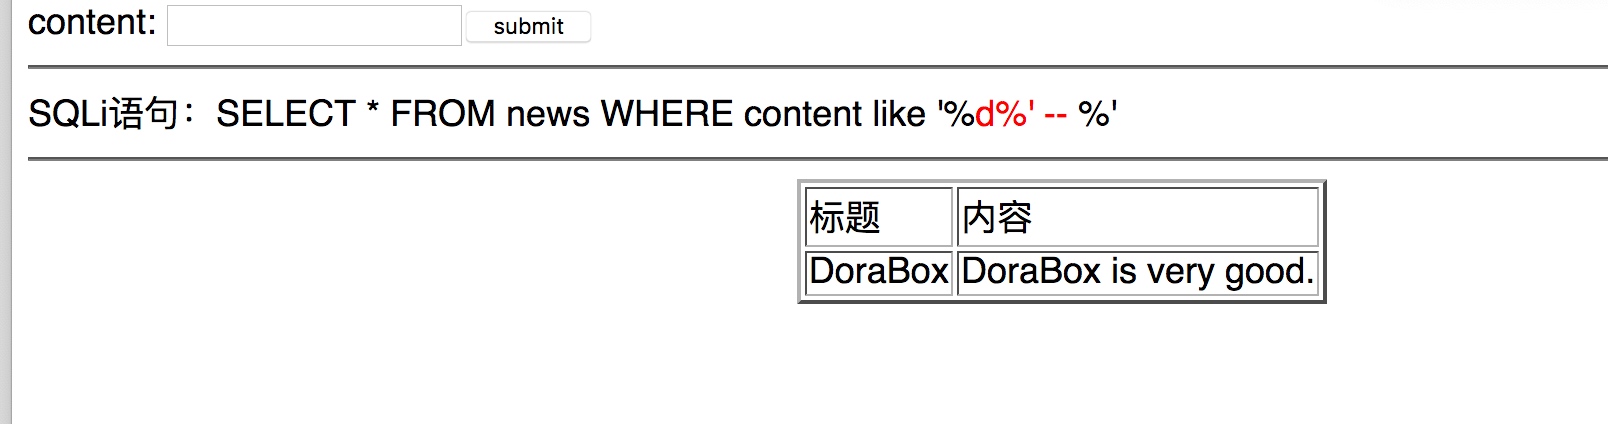 content: submit
SQLi语句：SELECT * FROM news WHERE content like '%d%' -- %'
标题 内容
DoraBox DoraBox is very good.